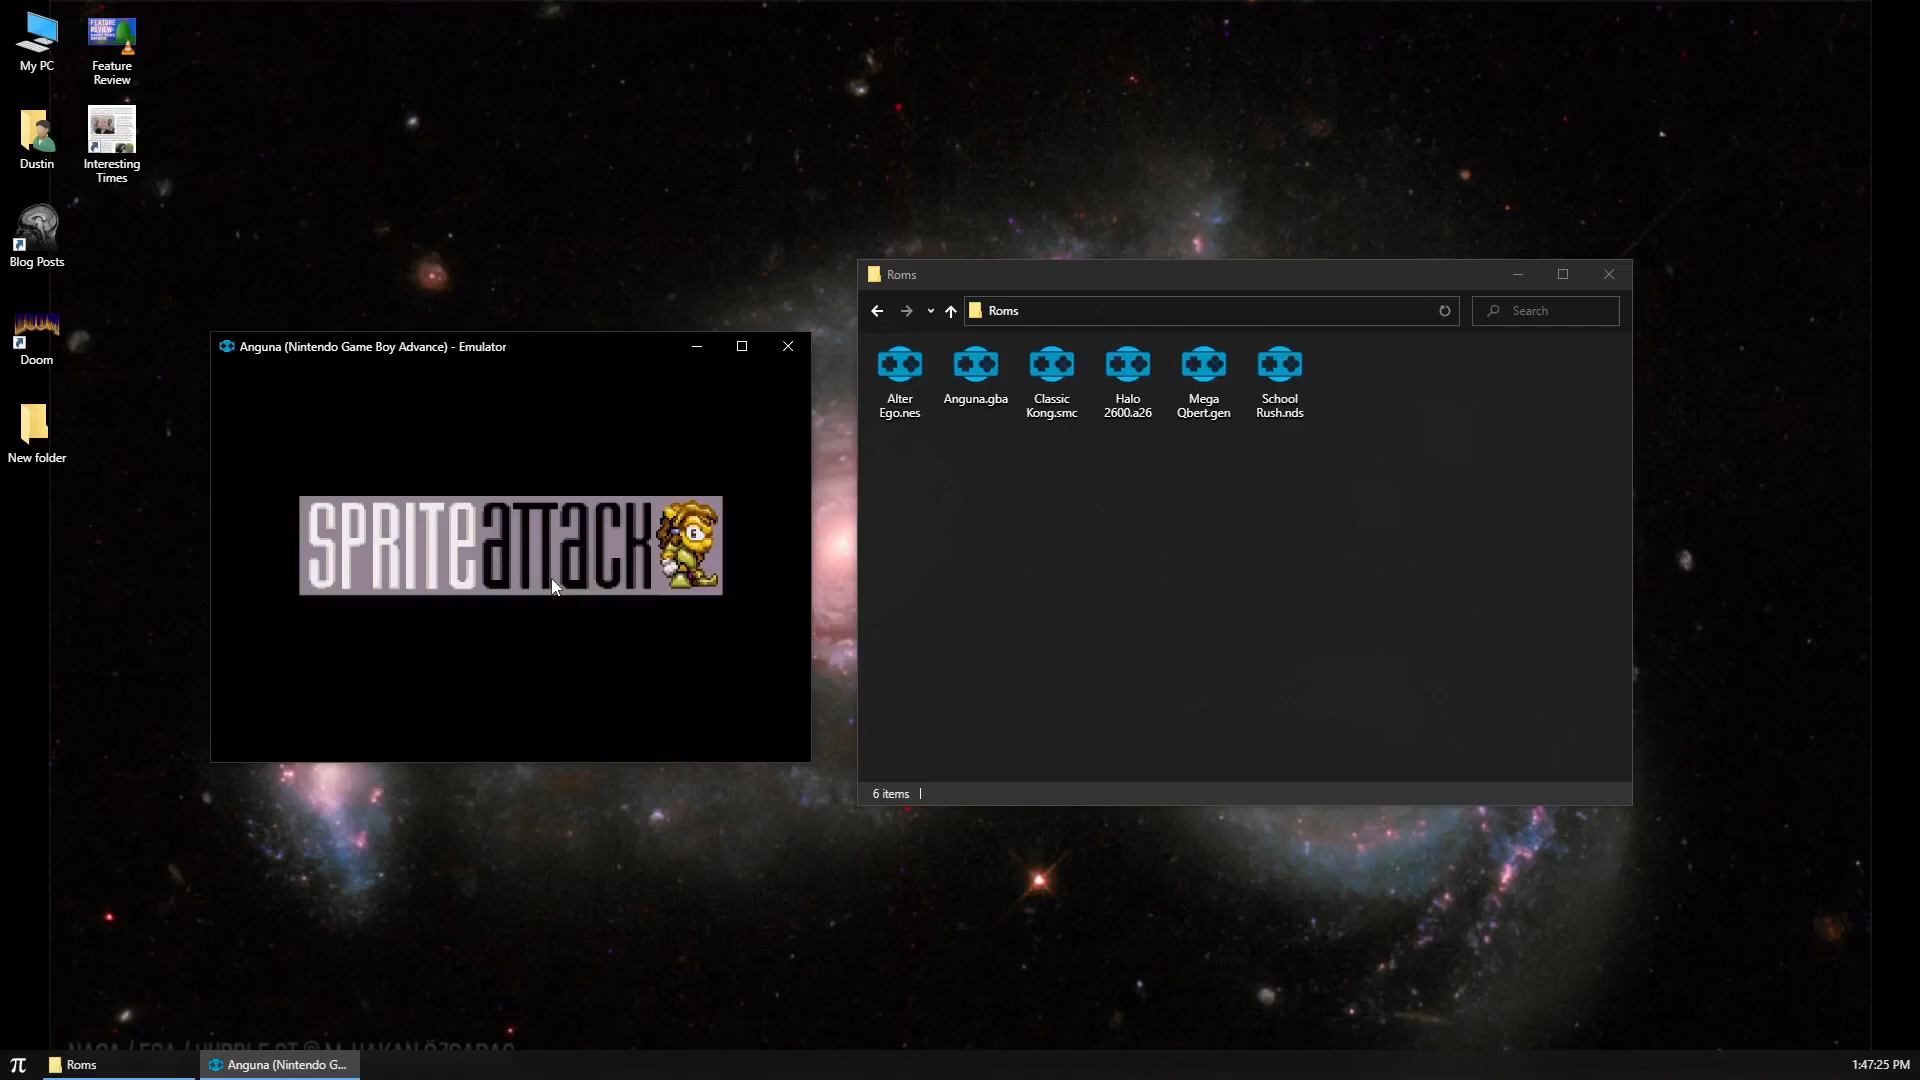 My PC
Feature
Review
Dustin
Interesting
Times
Blog Posts
Doom
New folder
Anguna (Nintendo Game Boy Advance) - Emulator
SPRITEATTACK
Roms
Roms
Search
Alter
Ego.nes
Anguna.gba
Classic
Kong.smc
Halo
2600.a26
Mega
Qbert.gen
School
Rush.nds
6 items
Roms
Anguna (Nintendo G...
1:47:25 PM